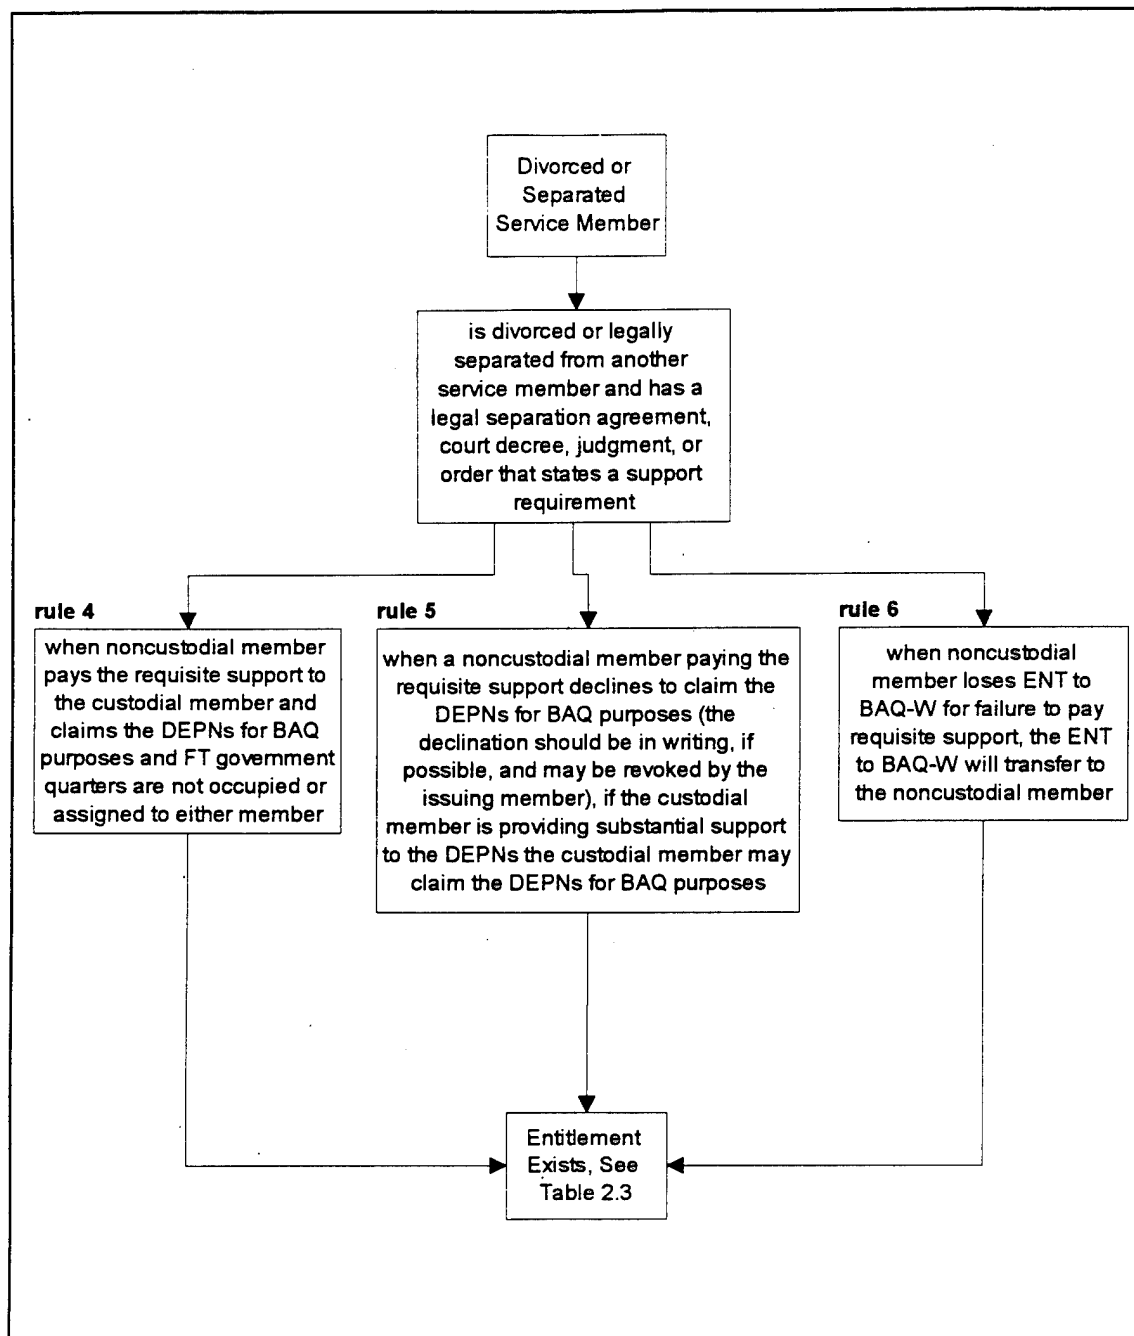 Divorced or
Separated
Service Member
is divorced or legally
separated from another
service member and has a
legal separation agreement,
court decree, judgment, or
order that states a support
requirement
rule 4
when noncustodial member
pays the requisite support to
the custodial member and
claims the DEPNs for BAQ
purposes and FT government
quarters are not occupied or
assigned to either member
rule 5
when a noncustodial member paying the
requisite support declines to claim the
DEPNs for BAQ purposes (the
declination should be in writing, if
possible, and may be revoked by the
issuing member), if the custodial
member is providing substantial support
to the DEPNs the custodial member may
claim the DEPNs for BAQ purposes
rule 6
when noncustodial
member loses ENT to
BAQ-W for failure to pay
requisite support, the ENT
to BAQ-W will transfer to
the noncustodial member
Entitlement
Exists, See
Table 2.3